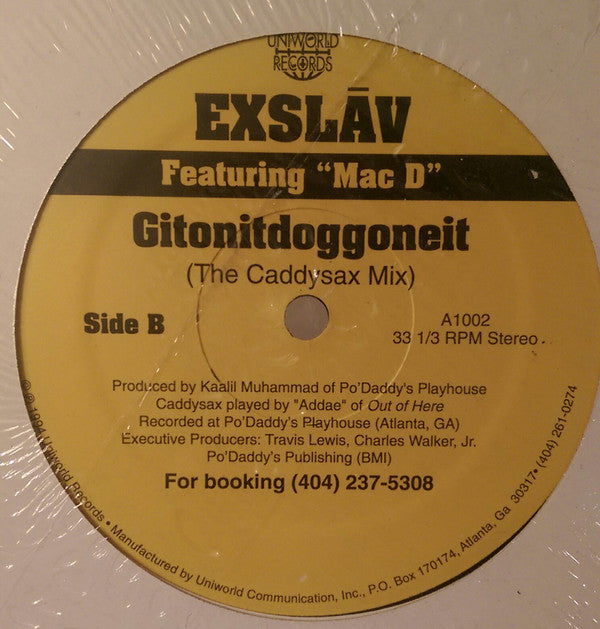 UNIWORLD
RECORDS
EXSLĀV
Featuring “Mac D”
Gitonitdoggoneit
(The Caddysax Mix)
Side B
A1002
33 1/3 RPM Stereo
Produced by Kaalil Muhammad of Po'Daddy's Playhouse
Caddysax played by "Addae" of Out of Here
Recorded at Po'Daddy's Playhouse (Atlanta, GA)
Executive Producers: Travis Lewis, Charles Walker, Jr.
Po'Daddy's Publishing (BMI)
For booking (404) 237-5308
℗ © 1994 Uniworld Records • Manufactured by Uniworld Communication, Inc., P.O. Box 170174, Atlanta, Ga 30317• (404) 261-0274